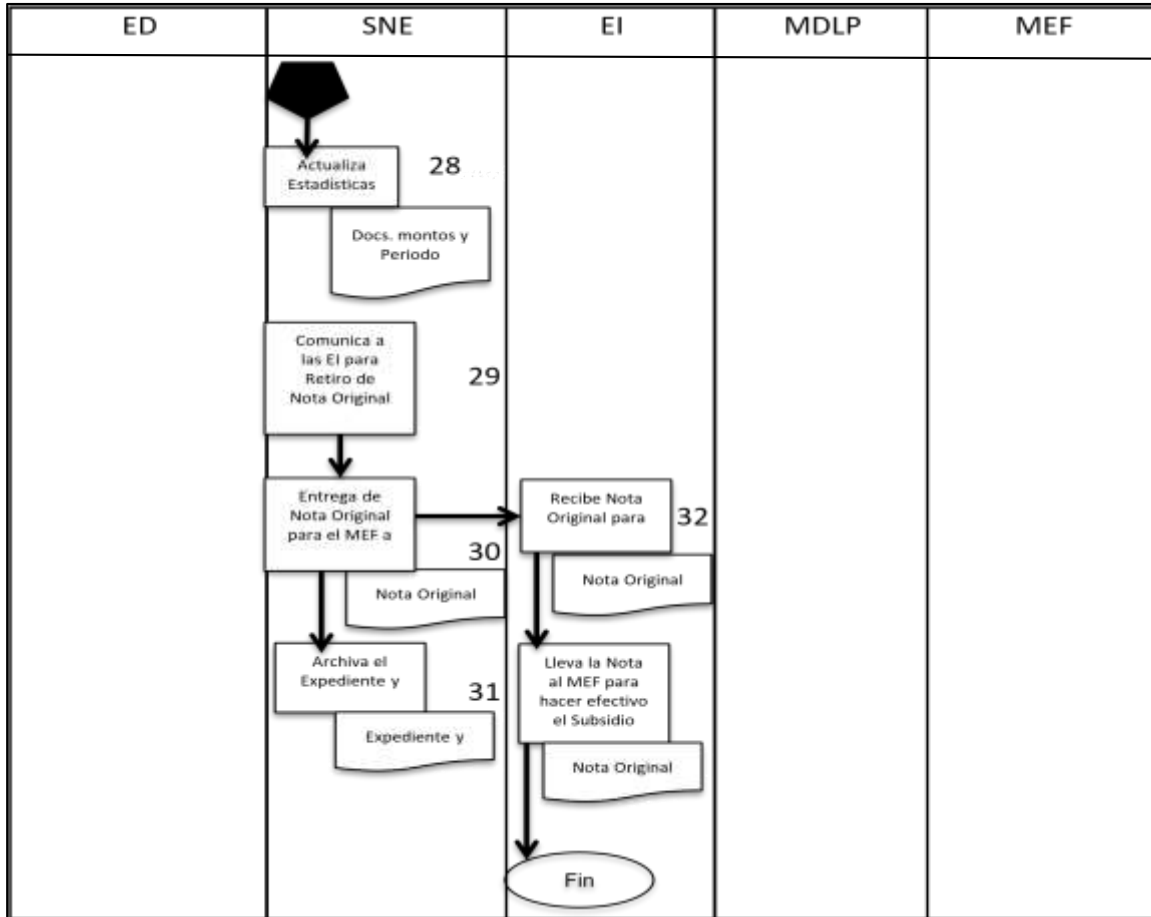 ED
SNE
EI
MDLP
MEF
Actualiza
Estadísticas
28
Docs. montos y
Periodo
Comunica a
las EI para
Retiro de
Nota Original
29
Entrega de
Nota Original
para el MEF a
30
Nota Original
Recibe Nota
Original para
32
Nota Original
Archiva el
Expediente y
31
Expediente y
Lleva la Nota
al MEF para
hacer efectivo
el Subsidio
Nota Original
Fin